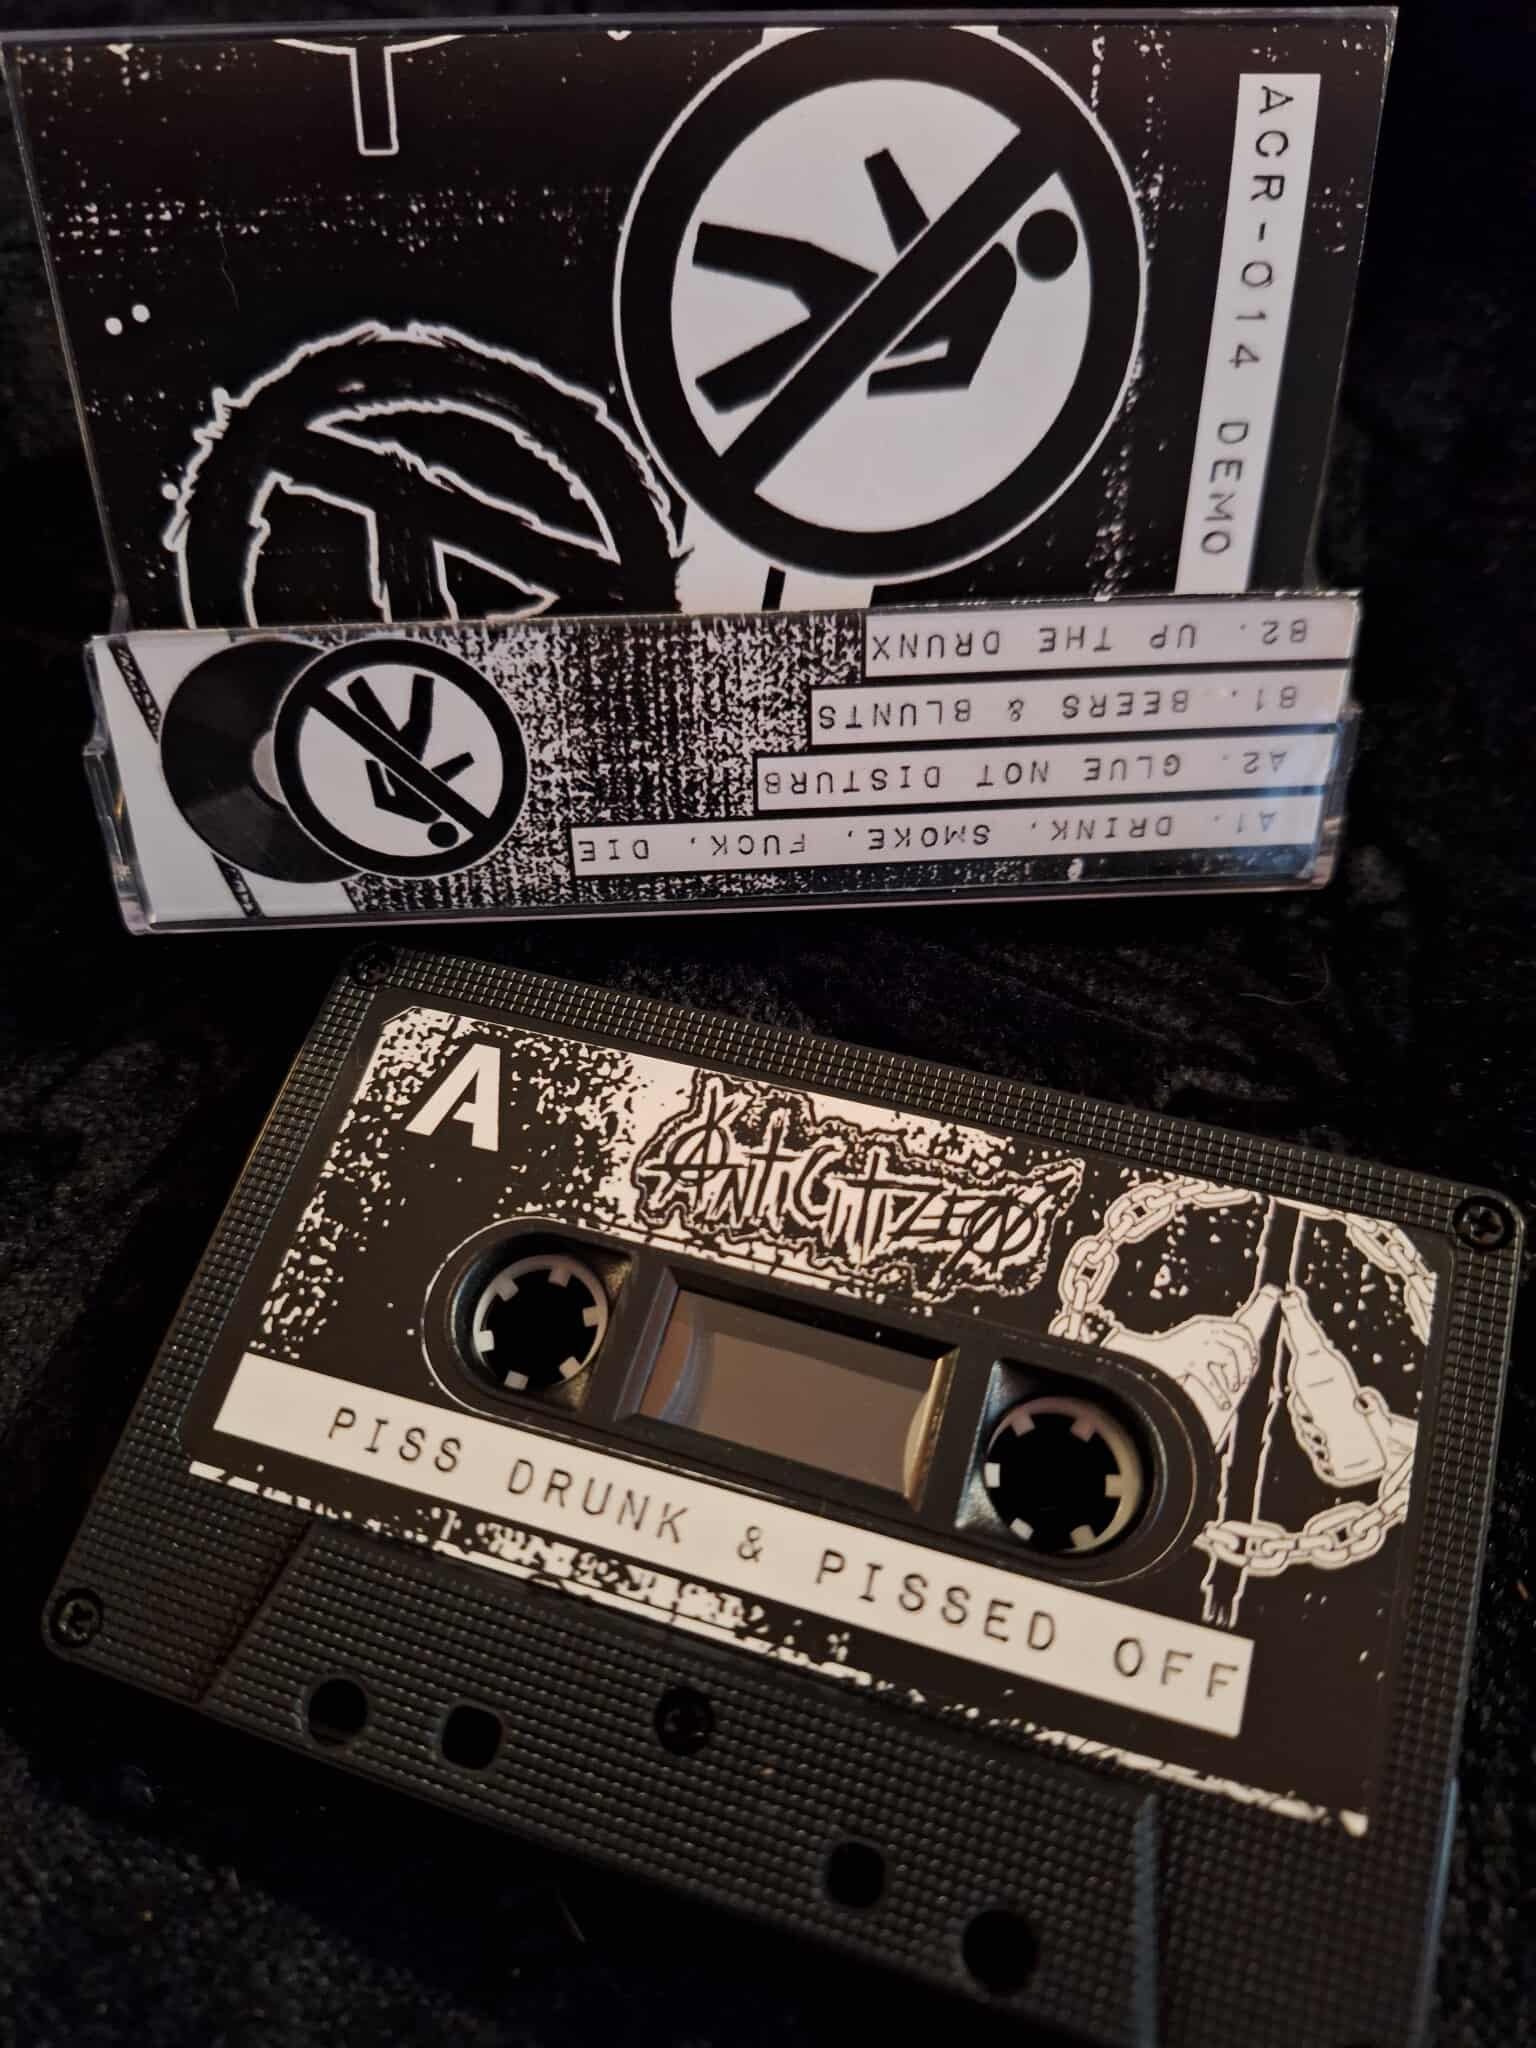 ACR-014 DEMO
B2. UP THE DRUNX
B1. BEERS & BLUNTS
A2. GLUE NOT DISTURB
A1. DRINK, SMOKE, FUCK, DIE
A
ANTICITIZEN
PISS DRUNK & PISSED OFF